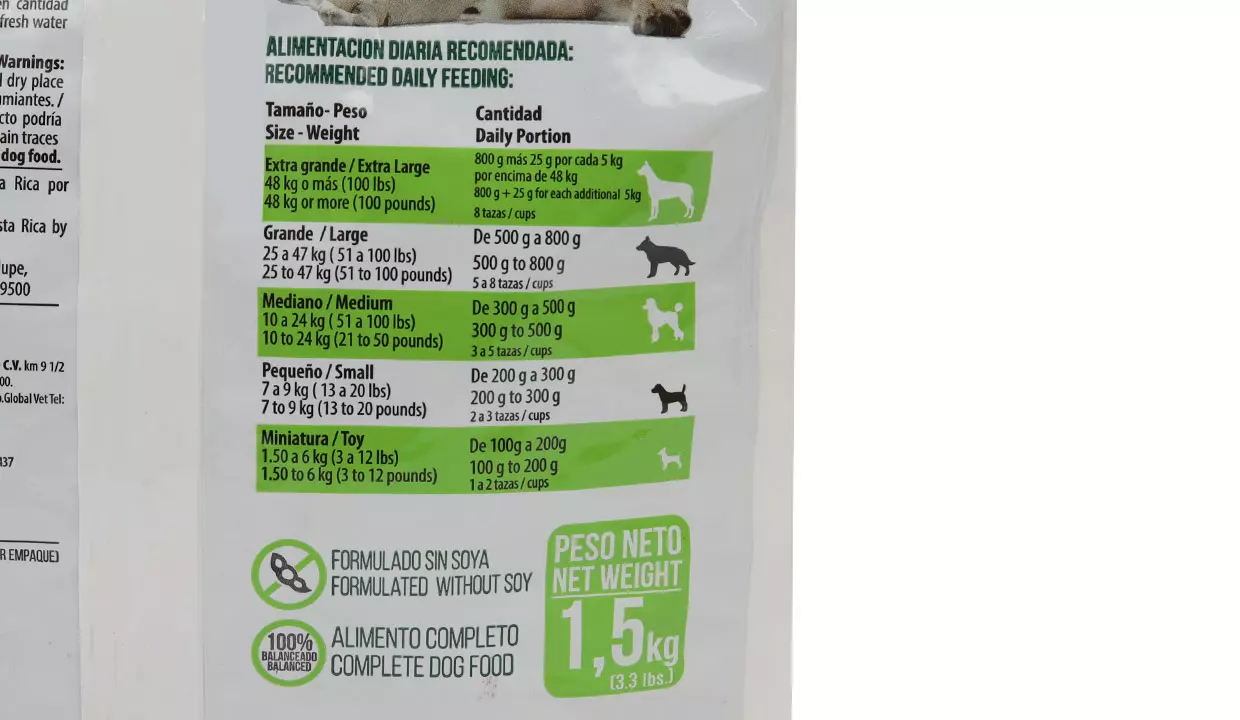 cantidad
fresh water
Warnings:
dry place
/
cto podría
ain traces
dog food.
Rica por
sta Rica by
9500
C.V. km 9 1/2
.Global Vet Tel:
R EMPAQUE)
ALIMENTACION DIARIA RECOMENDADA:
RECOMMENDED DAILY FEEDING:
Tamaño- Peso
Size - Weight
Cantidad
Daily Portion
Extra grande / Extra Large
48 kg o más (100 lbs)
48 kg or more (100 pounds)
800 g más 25 g por cada 5 kg
por encima de 48 kg
800 g + 25 g for each additional 5kg
8 tazas / cups
Grande / Large
25 a 47 kg ( 51 a 100 lbs)
25 to 47 kg (51 to 100 pounds)
De 500 g a 800 g
500 g to 800 g
5 a 8 tazas / cups
Mediano / Medium
10 a 24 kg ( 51 a 100 lbs)
10 to 24 kg (21 to 50 pounds)
De 300 g a 500 g
300 g to 500 g
3 a 5 tazas / cups
Pequeño / Small
7 a 9 kg ( 13 a 20 lbs)
7 to 9 kg (13 to 20 pounds)
De 200 g a 300 g
200 g to 300 g
2 a 3 tazas / cups
Miniatura / Toy
1.50 a 6 kg (3 a 12 lbs)
1.50 to 6 kg (3 to 12 pounds)
De 100g a 200g
100 g to 200 g
1 a 2 tazas / cups
FORMULADO SIN SOYA
FORMULATED WITHOUT SOY
100%
BALANCEADO
BALANCED
ALIMENTO COMPLETO
COMPLETE DOG FOOD
PESO NETO
NET WEIGHT
1,5kg
(3.3 lbs.)